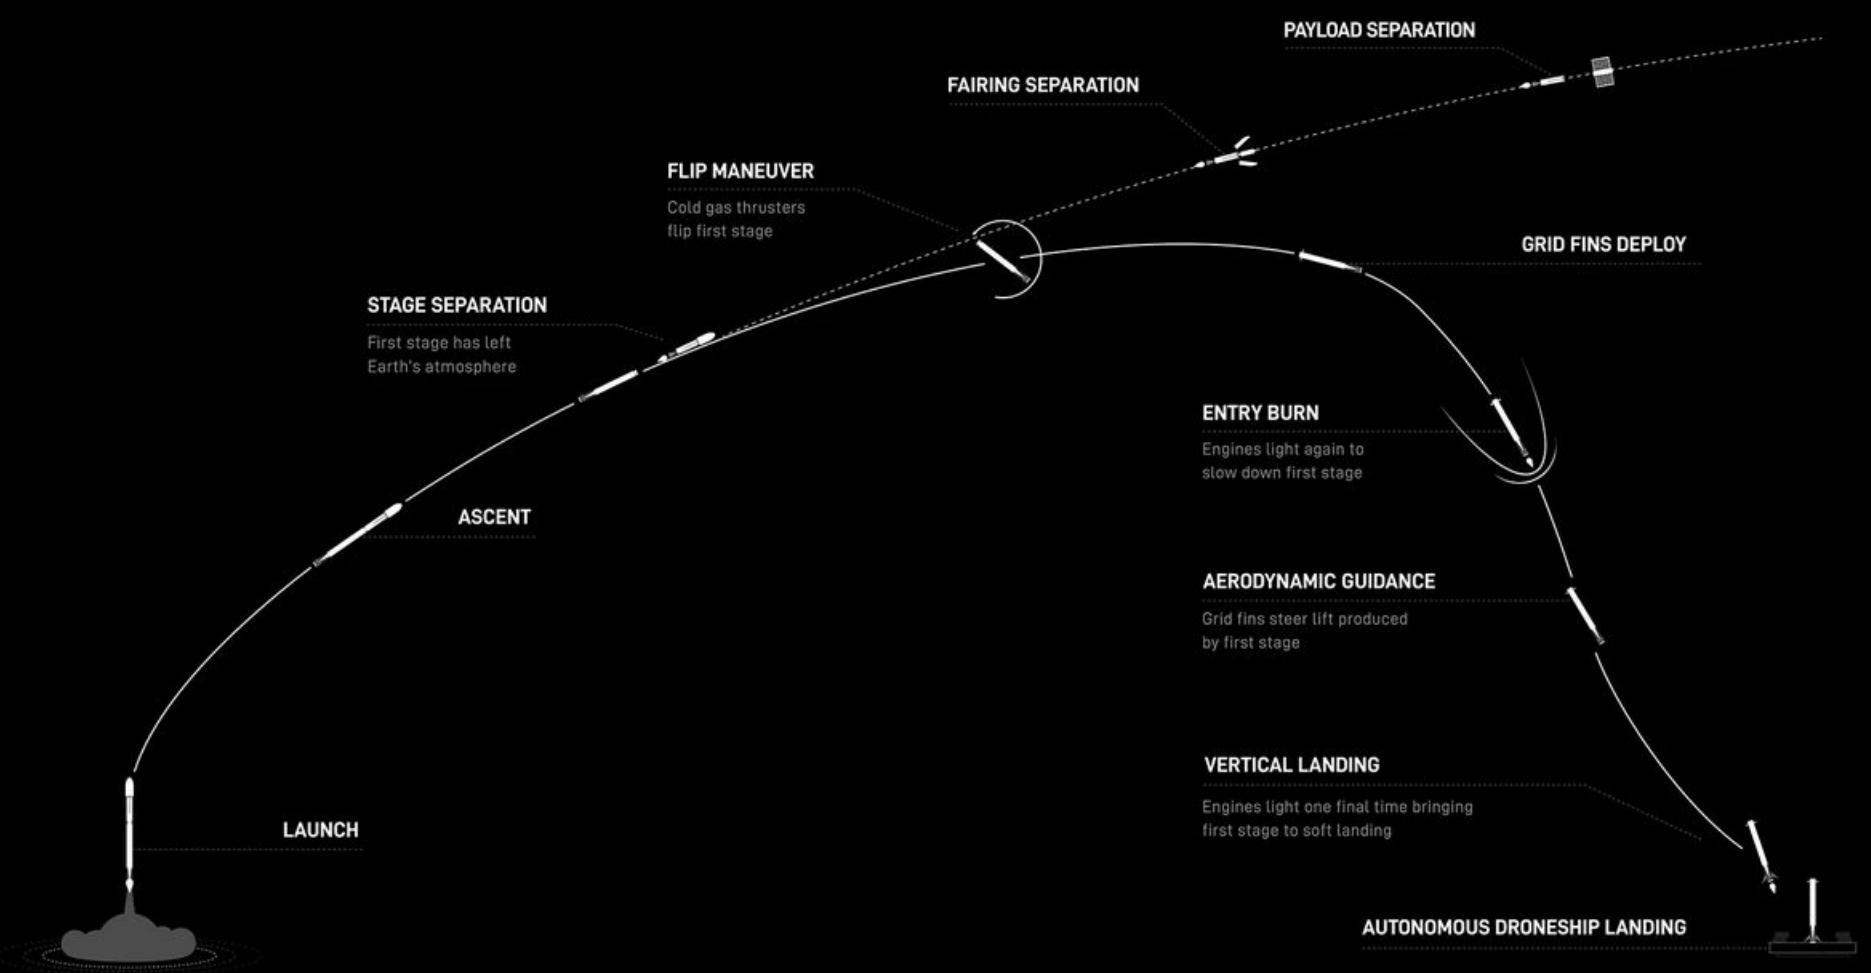 PAYLOAD SEPARATION
FAIRING SEPARATION
FLIP MANEUVER
Cold gas thrusters
flip first stage
GRID FINS DEPLOY
STAGE SEPARATION
First stage has left
Earth's atmosphere
ENTRY BURN
Engines light again to
slow down first stage
ASCENT
AERODYNAMIC GUIDANCE
Grid fins steer lift produced
by first stage
VERTICAL LANDING
Engines light one final time bringing
first stage to soft landing
LAUNCH
AUTONOMOUS DRONESHIP LANDING